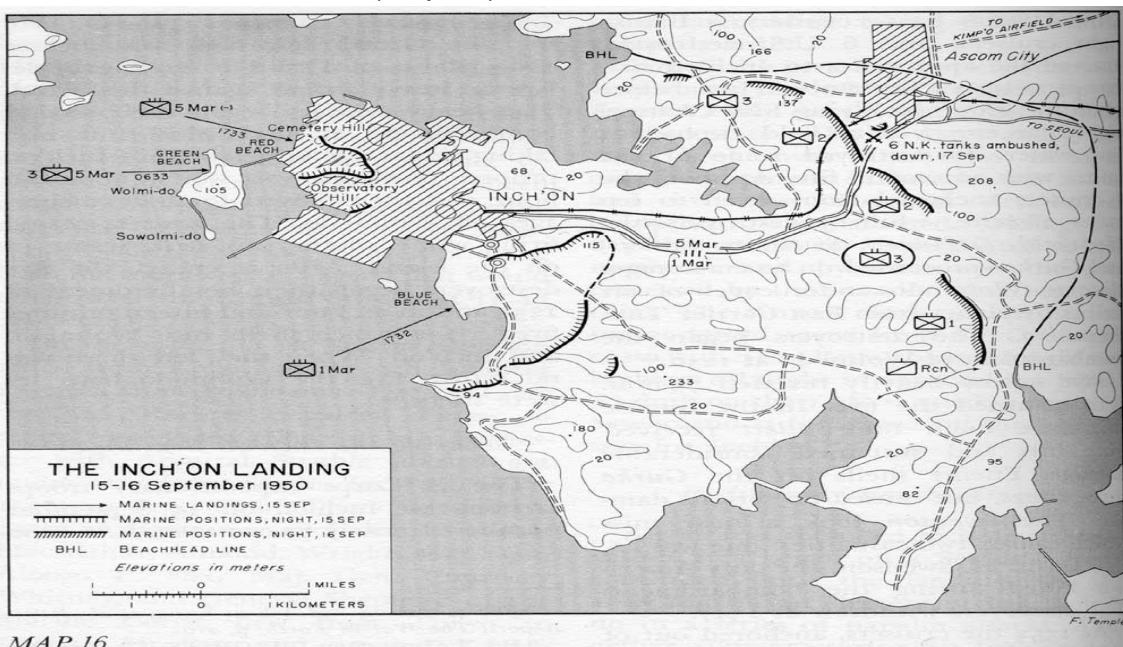 TO
KIMP'O AIRFIELD
Ascom City
BHL
166
100
20
20
137
3
2
TO SEOUL
6 N.K. tanks ambushed,
dawn, 17 Sep
5 Mar (-)
1733
Cemetery Hill
RED
BEACH
GREEN
BEACH
3
5 Mar
0633
Wolmi-do
105
Observatory
Hill
Sowolmi-do
68
INCH'ON
208
2
100
5 Mar
III
1 Mar
20
3
20
115
BLUE
BEACH
1732
1 Mar
1
Rcn
BHL
20
94
100
233
20
180
20
20
82
95
THE INCH'ON LANDING
15-16 September 1950
MARINE LANDINGS, 15 SEP
MARINE POSITIONS, NIGHT, 15 SEP
MARINE POSITIONS, NIGHT, 16 SEP
BHL BEACHHEAD LINE
Elevations in meters
1 0 1 MILES
1 0 1 KILOMETERS
F. Temple
MAP 16